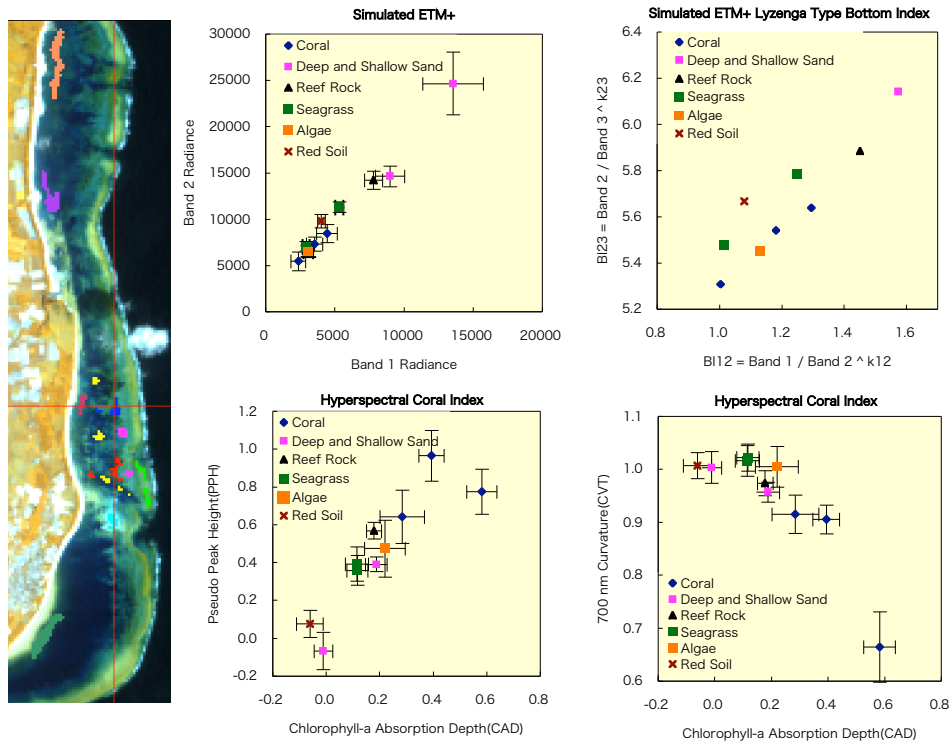 Simulated ETM+
30000
25000
20000
15000
10000
5000
0
Coral
Deep and Shallow Sand
Reef Rock
Seagrass
Algae
Red Soil
Band 2 Radiance
0 5000 10000 15000 20000
Band 1 Radiance
Simulated ETM+ Lyzenga Type Bottom Index
6.4
6.2
6.0
5.8
5.6
5.4
5.2
Coral
Deep and Shallow Sand
Reef Rock
Seagrass
Algae
Red Soil
BI23 = Band 2 / Band 3 ^ k23
0.8 1.0 1.2 1.4 1.6
BI12 = Band 1 / Band 2 ^ k12
Hyperspectral Coral Index
1.2
1.0
0.8
0.6
0.4
0.2
0.0
-0.2
Coral
Deep and Shallow Sand
Reef Rock
Seagrass
Algae
Red Soil
Pseudo Peak Height(PPH)
-0.2 0.0 0.2 0.4 0.6 0.8
Chlorophyll-a Absorption Depth(CAD)
Hyperspectral Coral Index
1.1
1.0
0.9
0.8
0.7
0.6
Coral
Deep and Shallow Sand
Reef Rock
Seagrass
Algae
Red Soil
700 nm Curvature(CVT)
-0.2 0.0 0.2 0.4 0.6 0.8
Chlorophyll-a Absorption Depth(CAD)